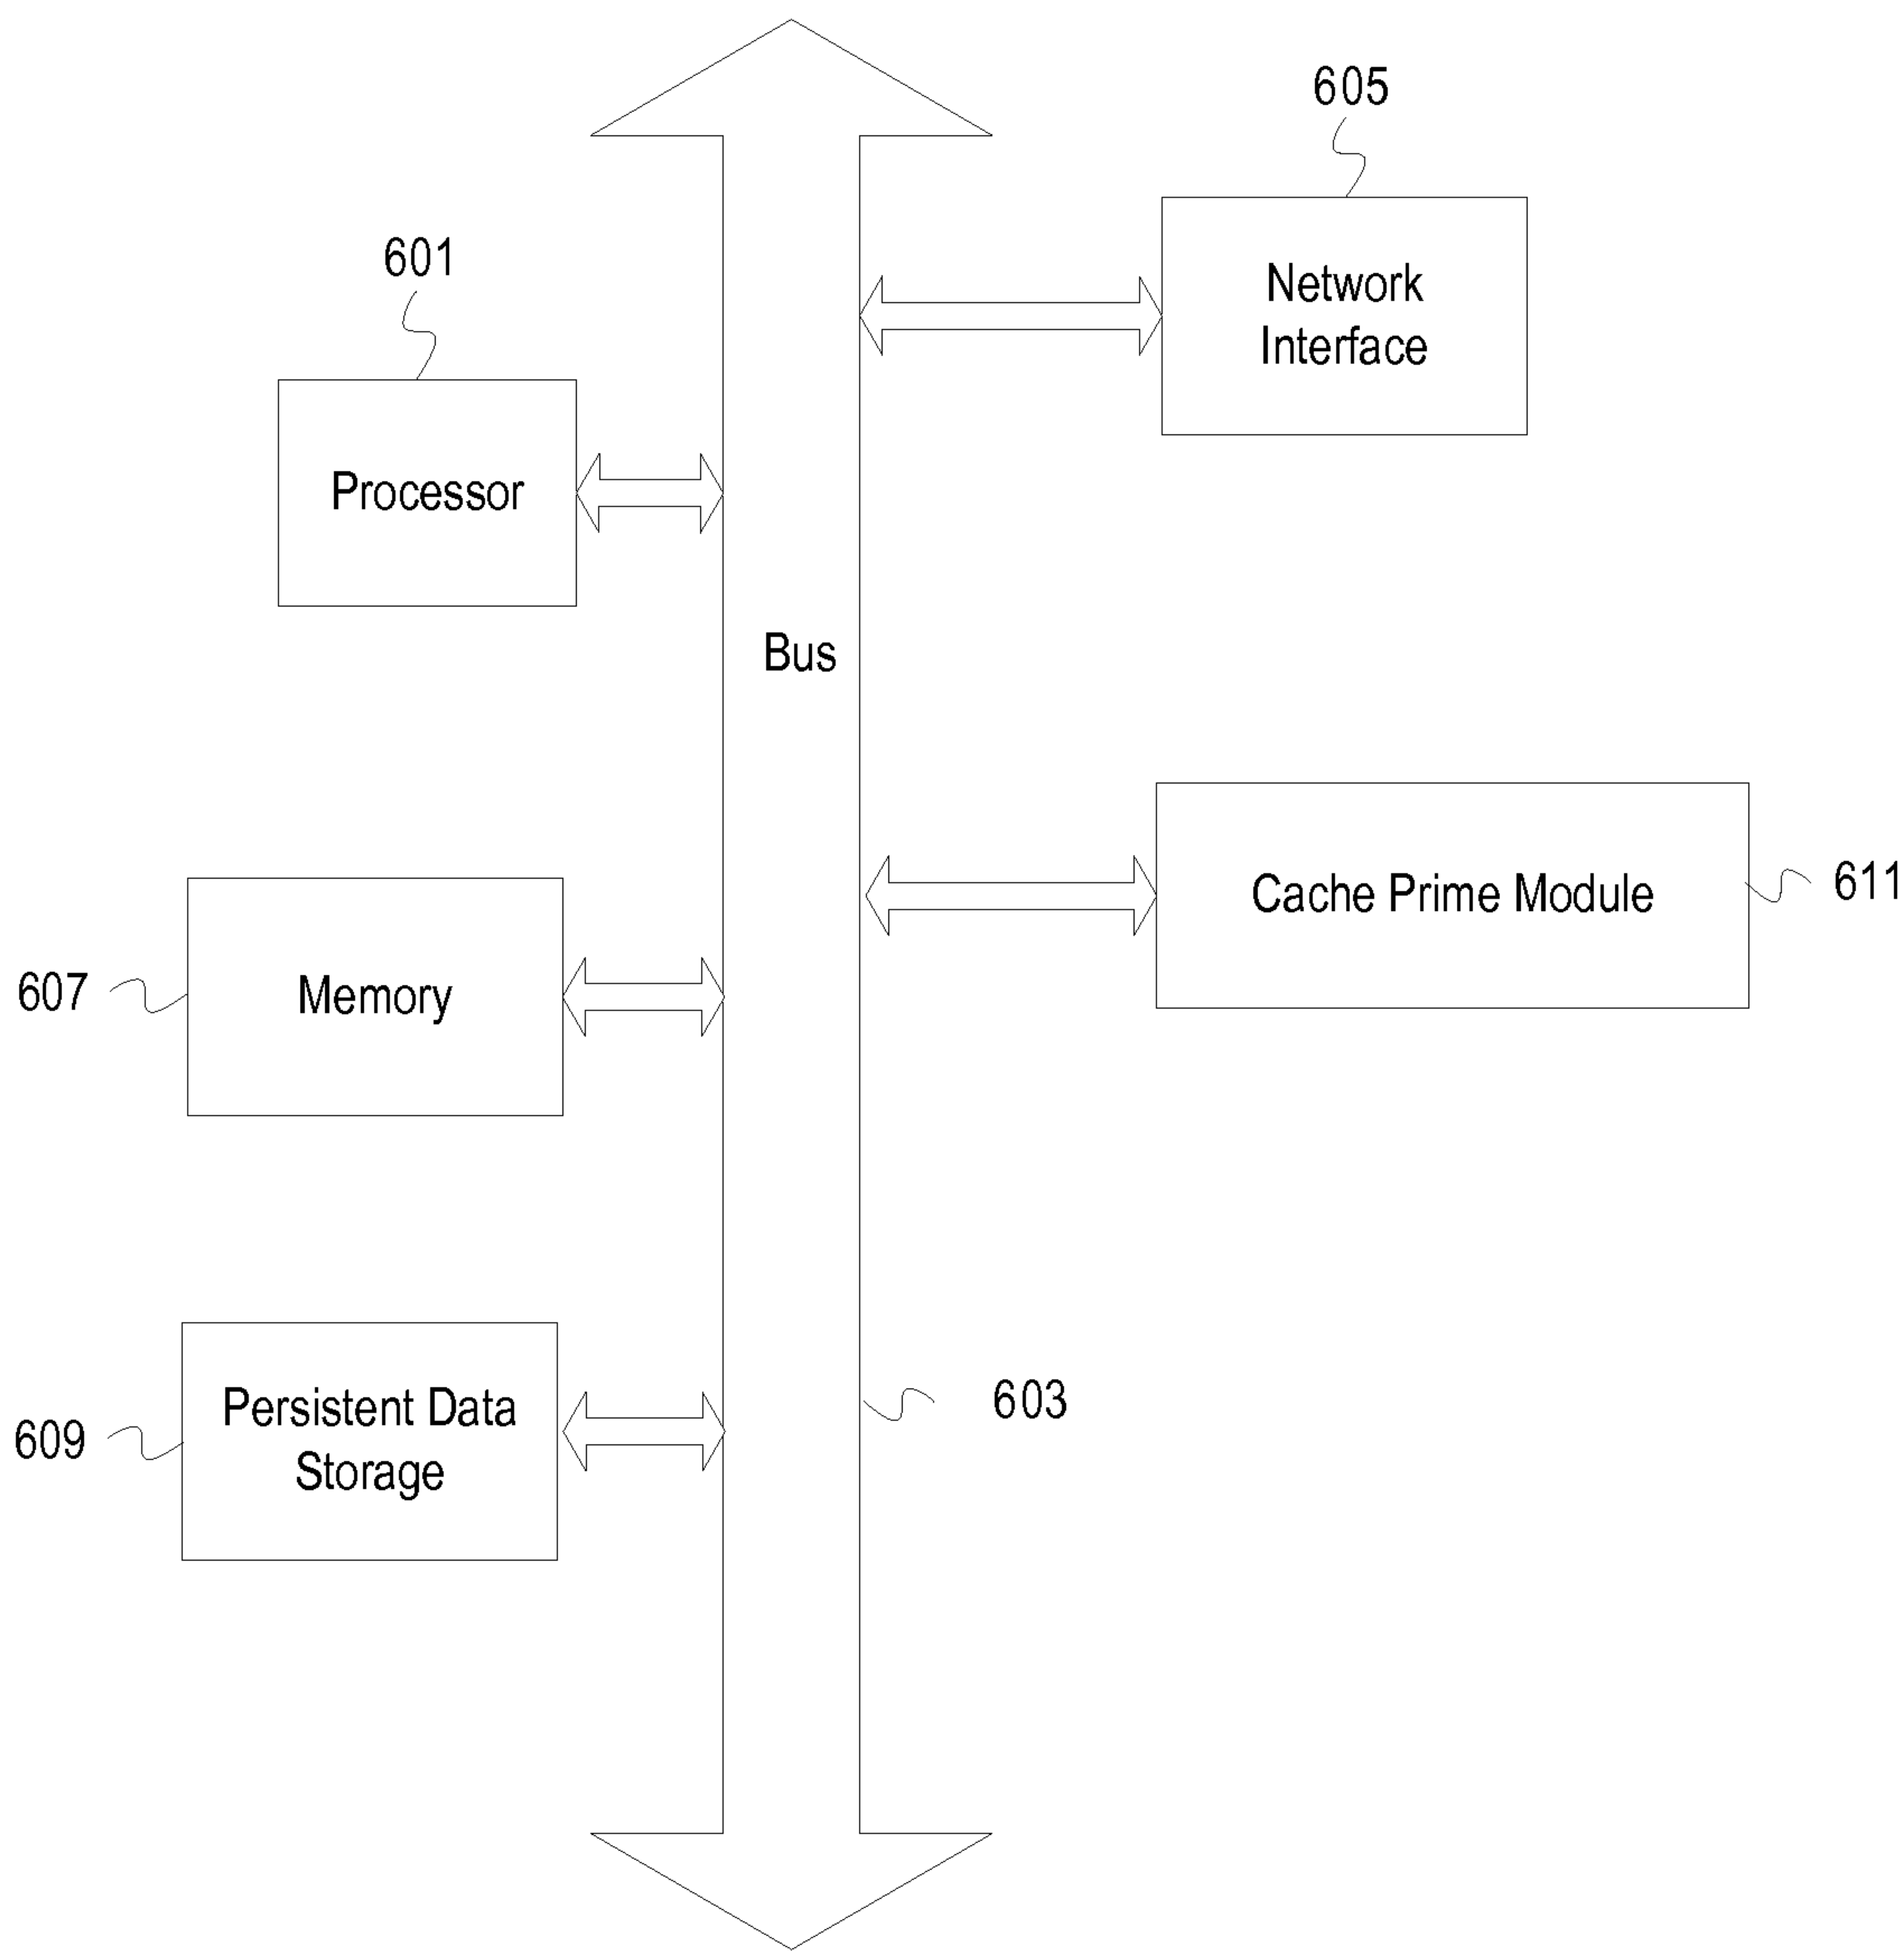 605
Network
Interface
601
Processor
Bus
Cache Prime Module
611
607
Memory
Persistent Data
Storage
609
603